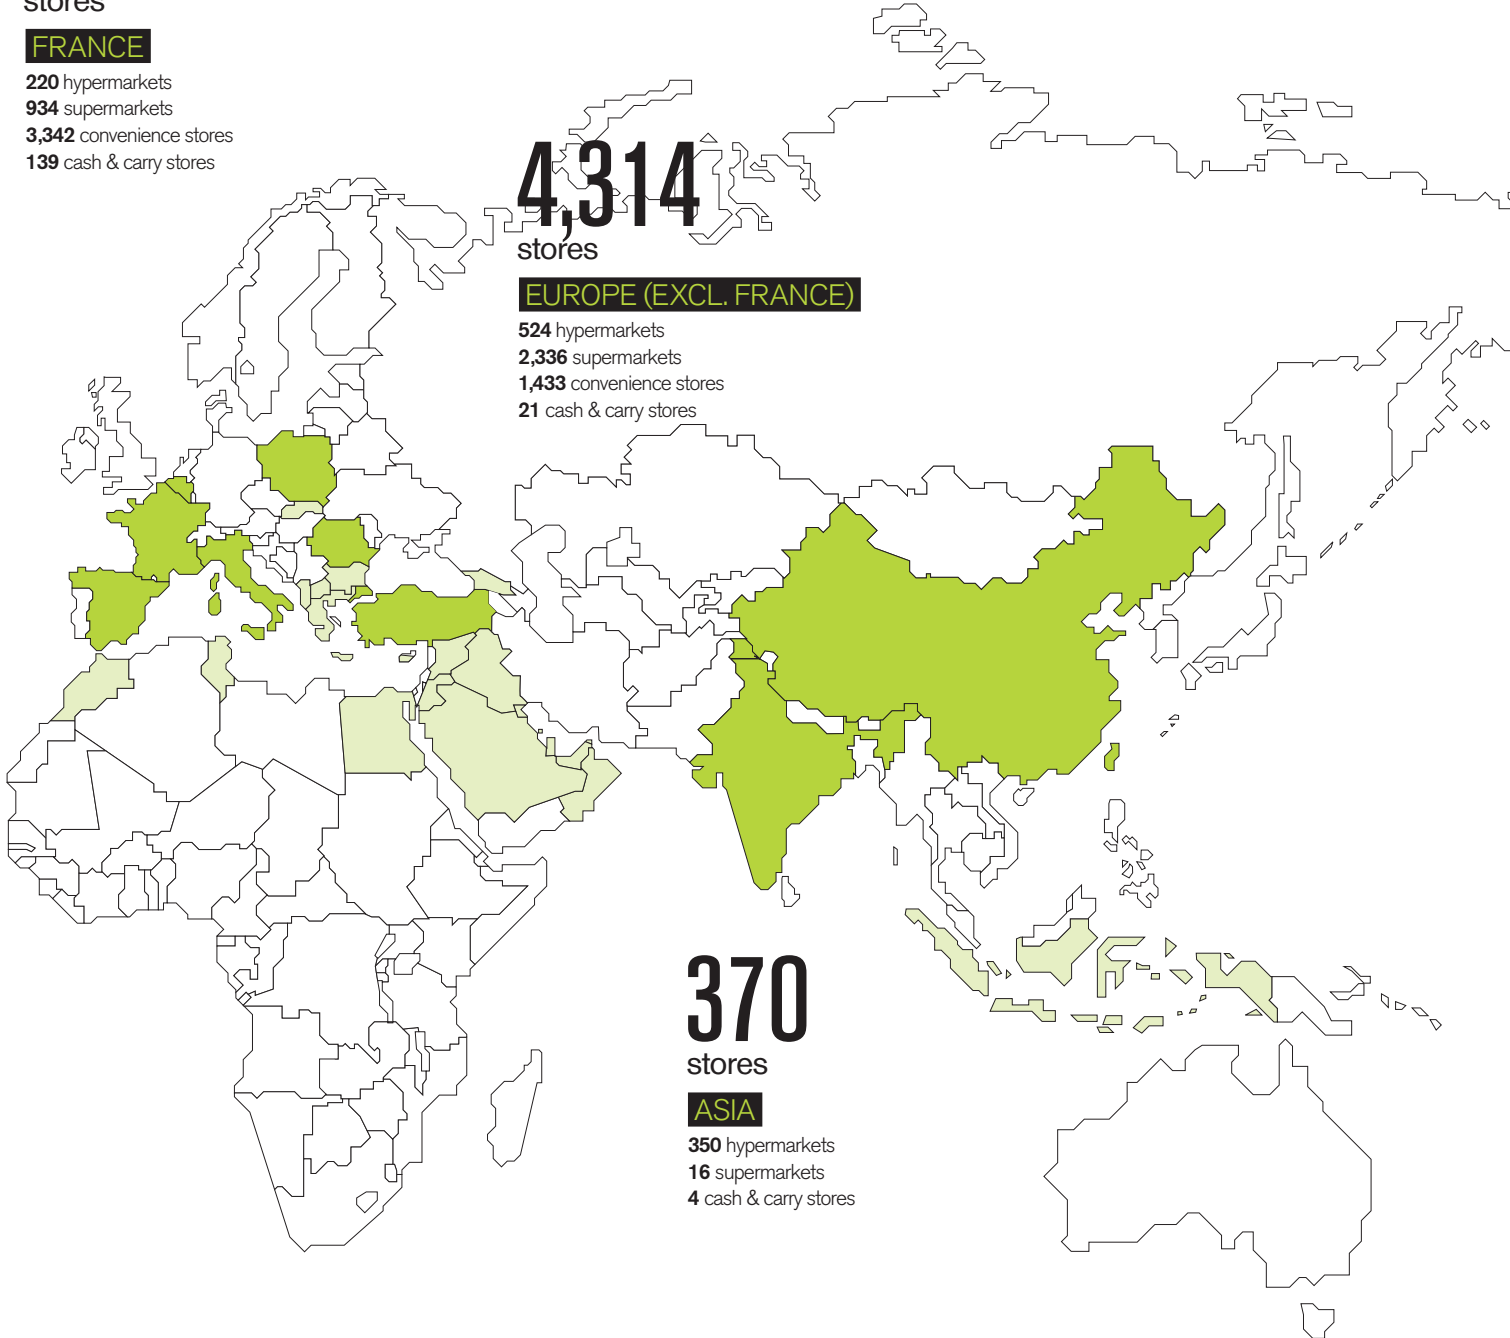 stores
FRANCE
220 hypermarkets
934 supermarkets
3,342 convenience stores
139 cash & carry stores
4,314
stores
EUROPE (EXCL. FRANCE)
524 hypermarkets
2,336 supermarkets
1,433 convenience stores
21 cash & carry stores
370
stores
ASIA
350 hypermarkets
16 supermarkets
4 cash & carry stores